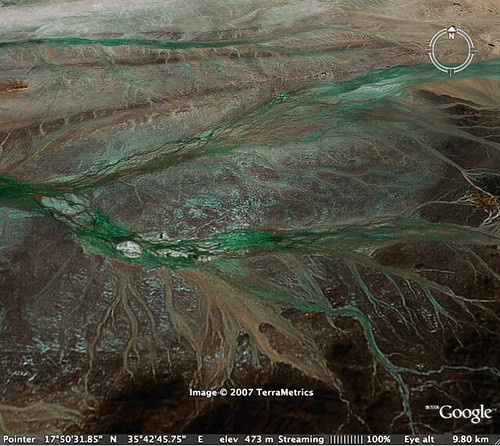 N
Image © 2007 TerraMetrics
©2006 Google
Pointer 17°50'31.85" N 35°42'45.75" E elev 473 m Streaming ||||||||| 100% Eye alt 9.80 km